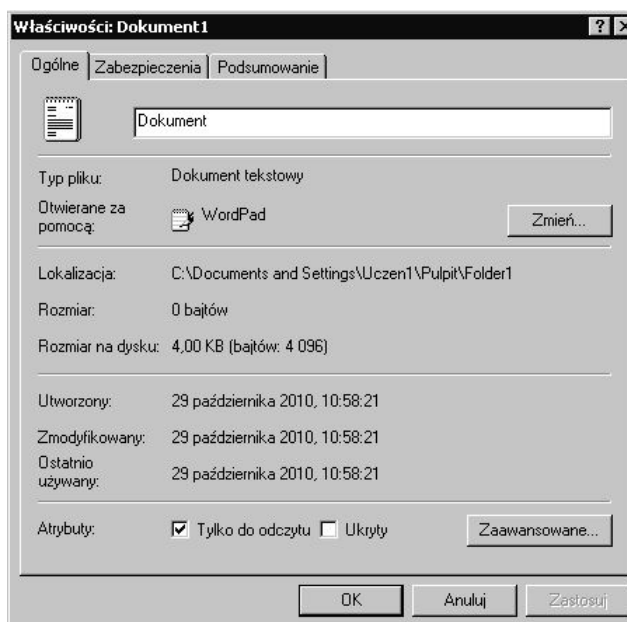 Właściwości: Dokument1
Ogólne Zabezpieczenia Podsumowanie
Dokument
Typ pliku: Dokument tekstowy
Otwierane za pomocą: WordPad Zmień...
Lokalizacja: C:\Documents and Settings\Uczen1\Pulpit\Folder1
Rozmiar: 0 bajtów
Rozmiar na dysku: 4,00 KB (bajtów: 4 096)
Utworzony: 29 października 2010, 10:58:21
Zmodyfikowany: 29 października 2010, 10:58:21
Ostatnio używany: 29 października 2010, 10:58:21
Atrybuty: Tylko do odczytu Ukryty Zaawansowane...
OK Anuluj Zastosuj